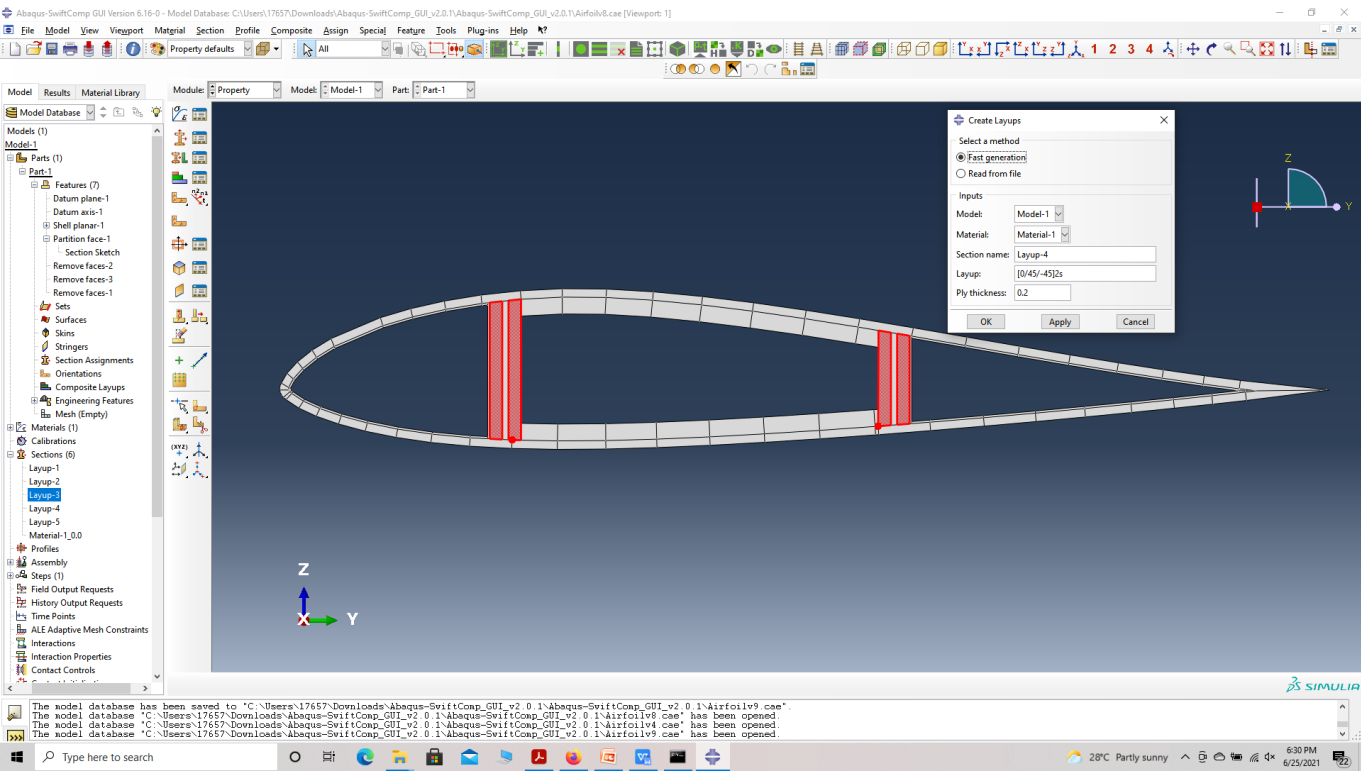 Abaqus-SwiftComp GUI Version 6.16-0 - Model Database: C:\Users\17657\Downloads\Abaqus-SwiftComp_GUI_v2.0.1\Abaqus-SwiftComp_GUI_v2.0.1\Airfoilv8.cae [Viewport: 1]
File Model View Viewport Material Section Profile Composite Assign Special Feature Tools Plug-ins Help
Property defaults All 1 2 3 4
Model Results Material Library Module: Property Model: Model-1 Part: Part-1
Model Database
Models (1)
Model-1
Parts (1)
Part-1
Features (7)
Datum plane-1
Datum axis-1
Shell planar-1
Partition face-1
Section Sketch
Remove faces-2
Remove faces-3
Remove faces-1
Sets
Surfaces
Skins
Stringers
Section Assignments
Orientations
Composite Layups
Engineering Features
Mesh (Empty)
Materials (1)
Calibrations
Sections (6)
Layup-1
Layup-2
Layup-3
Layup-4
Layup-5
Material-1_0.0
Profiles
Assembly
Steps (1)
Field Output Requests
History Output Requests
Time Points
ALE Adaptive Mesh Constraints
Interactions
Interaction Properties
Contact Controls
Create Layups
Select a method
Fast generation
Read from file
Inputs
Model: Model-1
Material: Material-1
Section name: Layup-4
Layup: [0/45/-45]2s
Ply thickness: 0.2
OK Apply Cancel
Z
X Y
Z
X Y
SIMULIA
The model database has been saved to "C:\Users\17657\Downloads\Abaqus-SwiftComp_GUI_v2.0.1\Abaqus-SwiftComp_GUI_v2.0.1\Airfoilv9.cae".
The model database "C:\Users\17657\Downloads\Abaqus-SwiftComp_GUI_v2.0.1\Abaqus-SwiftComp_GUI_v2.0.1\Airfoilv8.cae" has been opened.
The model database "C:\Users\17657\Downloads\Abaqus-SwiftComp_GUI_v2.0.1\Abaqus-SwiftComp_GUI_v2.0.1\Airfoilv4.cae" has been opened.
The model database "C:\Users\17657\Downloads\Abaqus-SwiftComp_GUI_v2.0.1\Abaqus-SwiftComp_GUI_v2.0.1\Airfoilv9.cae" has been opened.
Type here to search
28°C Partly sunny
6:30 PM
6/25/2021
22